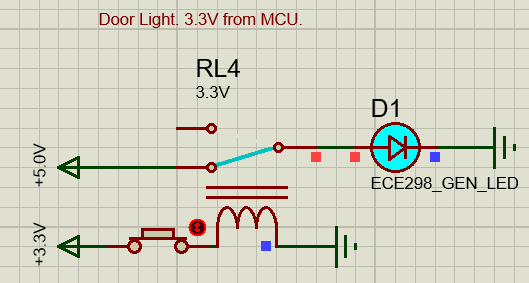 Door Light. 3.3V from MCU.
RL4
3.3V
D1
+5.0V
ECE298_GEN_LED
+3.3V